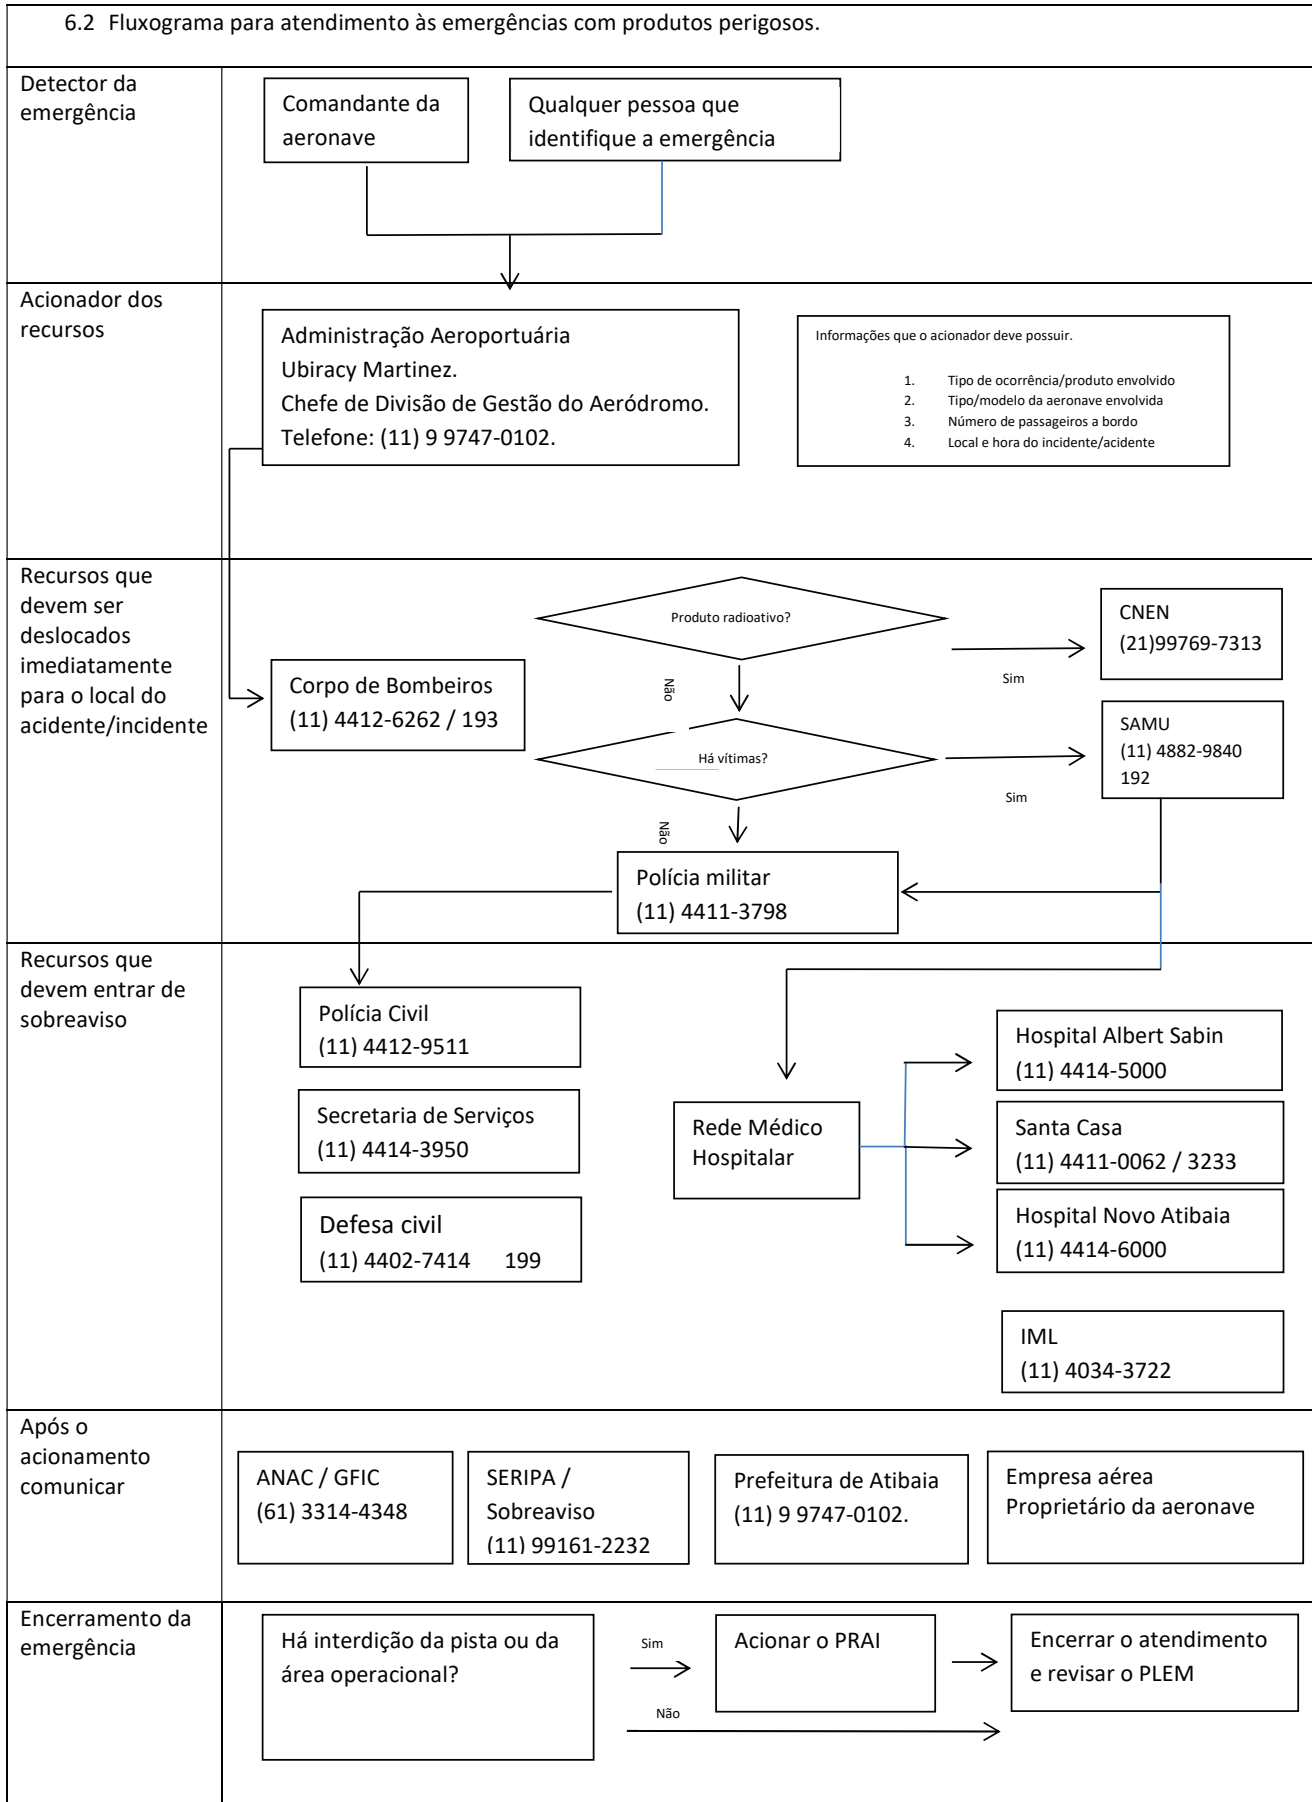 6.2 Fluxograma para atendimento às emergências com produtos perigosos.
Detector da
emergência
Comandante da
aeronave
Qualquer pessoa que
identifique a emergência
Acionador dos
recursos
Administração Aeroportuária
Ubiracy Martinez.
Chefe de Divisão de Gestão do Aeródromo.
Telefone: (11) 9 9747-0102.
Informações que o acionador deve possuir.
1. Tipo de ocorrência/produto envolvido
2. Tipo/modelo da aeronave envolvida
3. Número de passageiros a bordo
4. Local e hora do incidente/acidente
Recursos que
devem ser
deslocados
imediatamente
para o local do
acidente/incidente
Corpo de Bombeiros
(11) 4412-6262 / 193
Produto radioativo?
Sim
CNEN
(21)99769-7313
Não
Há vítimas?
Sim
SAMU
(11) 4882-9840
192
Não
Polícia militar
(11) 4411-3798
Recursos que
devem entrar de
sobreaviso
Polícia Civil
(11) 4412-9511
Secretaria de Serviços
(11) 4414-3950
Defesa civil
(11) 4402-7414 199
Rede Médico
Hospitalar
Hospital Albert Sabin
(11) 4414-5000
Santa Casa
(11) 4411-0062 / 3233
Hospital Novo Atibaia
(11) 4414-6000
IML
(11) 4034-3722
Após o
acionamento
comunicar
ANAC / GFIC
(61) 3314-4348
SERIPA /
Sobreaviso
(11) 99161-2232
Prefeitura de Atibaia
(11) 9 9747-0102.
Empresa aérea
Proprietário da aeronave
Encerramento da
emergência
Há interdição da pista ou da
área operacional?
Sim
Não
Acionar o PRAI
Encerrar o atendimento
e revisar o PLEM